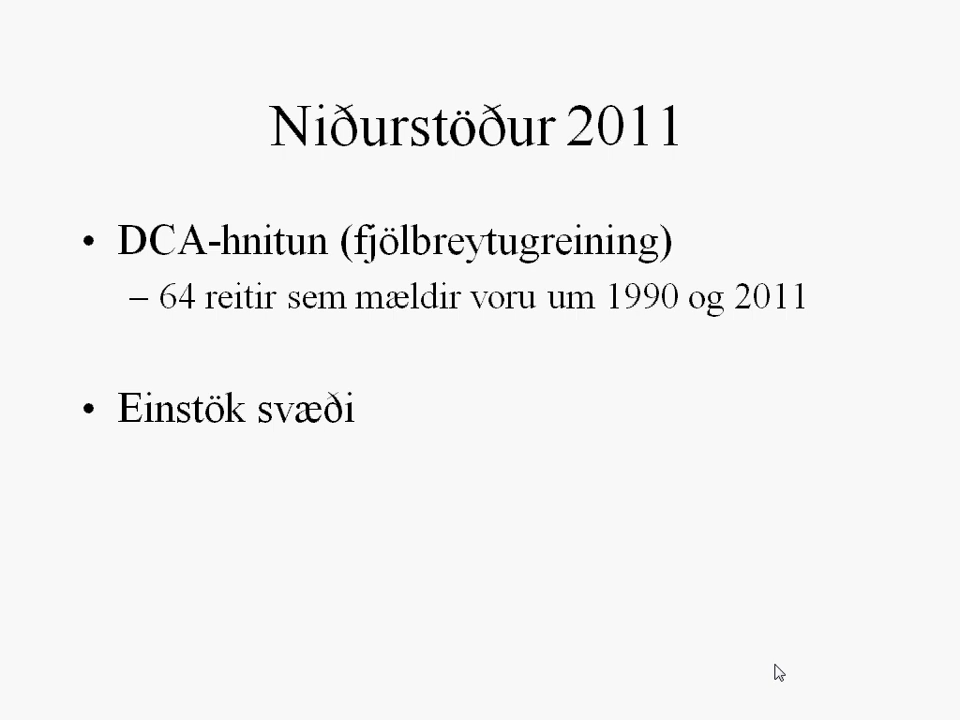 Niðurstöður 2011
• DCA-hnitun (fjölbreytugreining)
– 64 reitir sem mældir voru um 1990 og 2011
• Einstök svæði